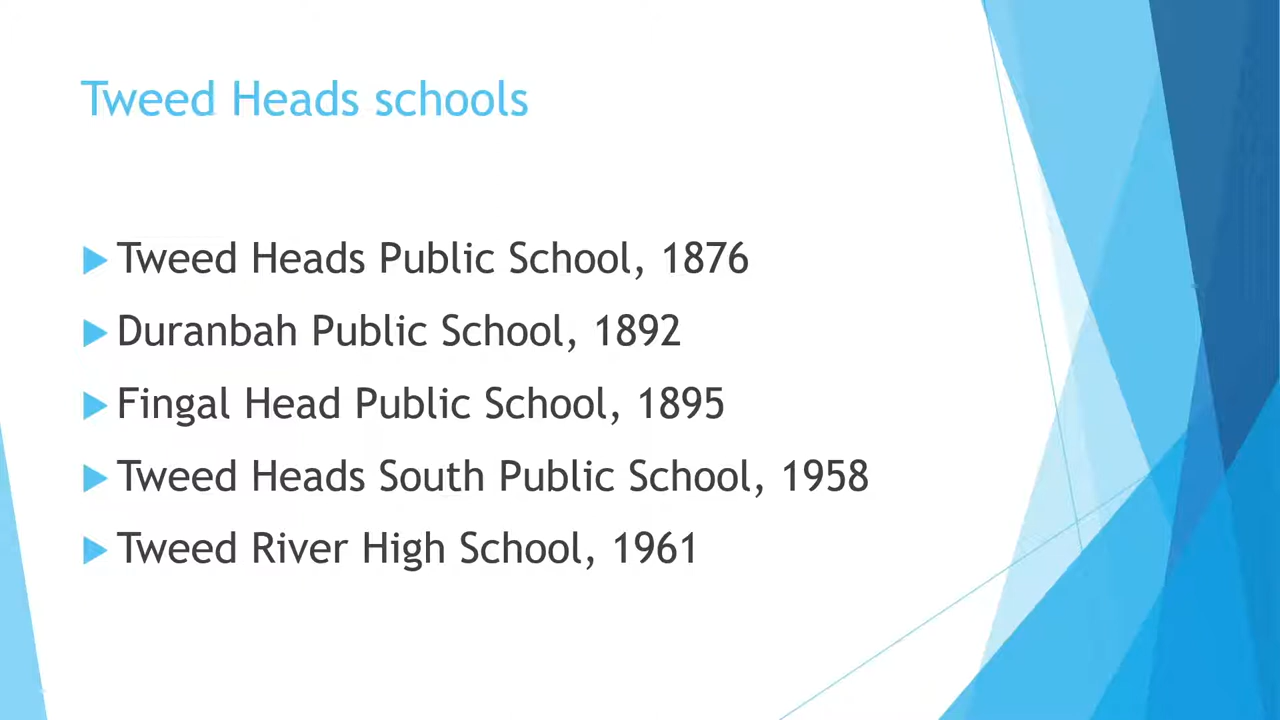 Tweed Heads schools
Tweed Heads Public School, 1876
Duranbah Public School, 1892
Fingal Head Public School, 1895
Tweed Heads South Public School, 1958
Tweed River High School, 1961